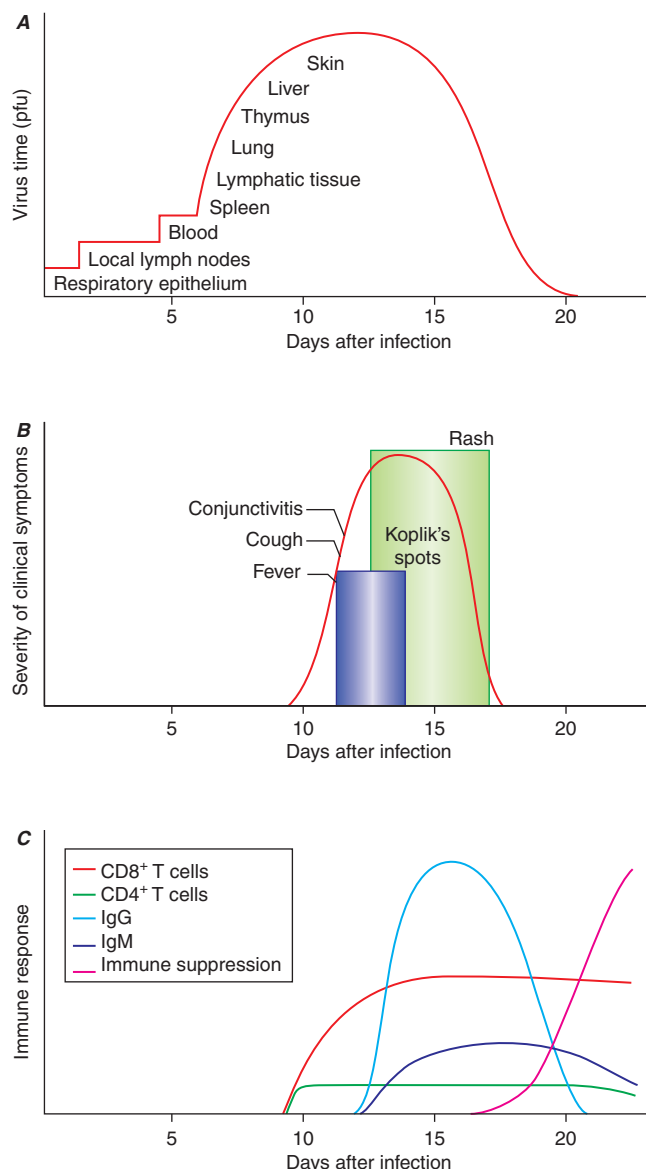 A
Virus time (pfu)
Skin
Liver
Thymus
Lung
Lymphatic tissue
Spleen
Blood
Local lymph nodes
Respiratory epithelium
5
10
15
20
Days after infection
B
Severity of clinical symptoms
Rash
Conjunctivitis
Koplik's
spots
Cough
Fever
5
10
15
20
Days after infection
C
Immune response
CD8+ T cells
CD4+ T cells
IgG
IgM
Immune suppression
5
10
15
20
Days after infection